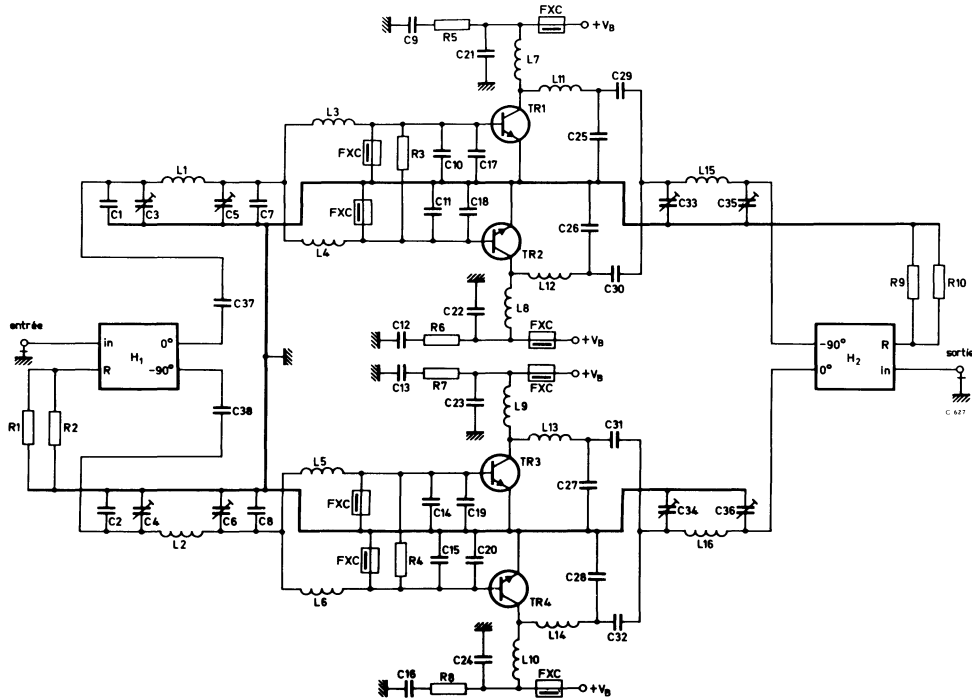 FXC
+VB
C9
R5
C21
L7
L11
C29
TR1
L3
C25
FXC
R3
C10
C17
L1
L15
C1
C3
C5
C7
FXC
C11
C18
C33
C35
C26
L4
TR2
L12
C30
R9
R10
C37
C22
L8
entrée
in
0°
C12
R6
FXC
+VB
-90°
R
H1
R
-90°
H2
0°
in
sortie
C13
R7
FXC
+VB
C 627
C38
C23
L9
R1
R2
L13
C31
L5
TR3
FXC
C14
C19
C27
C2
C4
C6
C8
C34
C36
L2
FXC
R4
C15
C20
L16
C28
L6
TR4
L14
C32
C24
L10
C16
R8
FXC
+VB